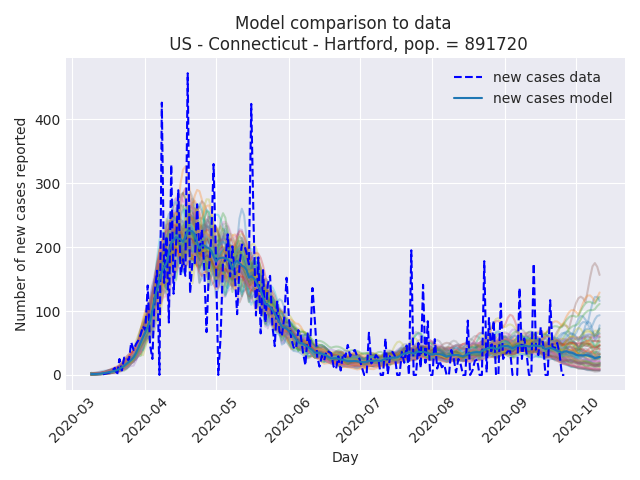 Model comparison to data
US - Connecticut - Hartford, pop. = 891720
new cases data
new cases model
Number of new cases reported
400
300
200
100
0
2020-03
2020-04
2020-05
2020-06
2020-07
2020-08
2020-09
2020-10
Day